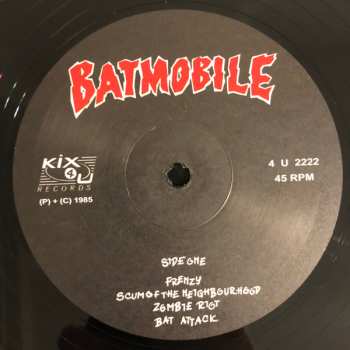 BATMOBILE
KIX
4U
RECORDS
(P) + (C) 1985
4 U 2222
45 RPM
SIDE ONE
FRENZY
SCUM OF THE NEIGHBOURHOOD
ZOMBIE RIOT
BAT ATTACK